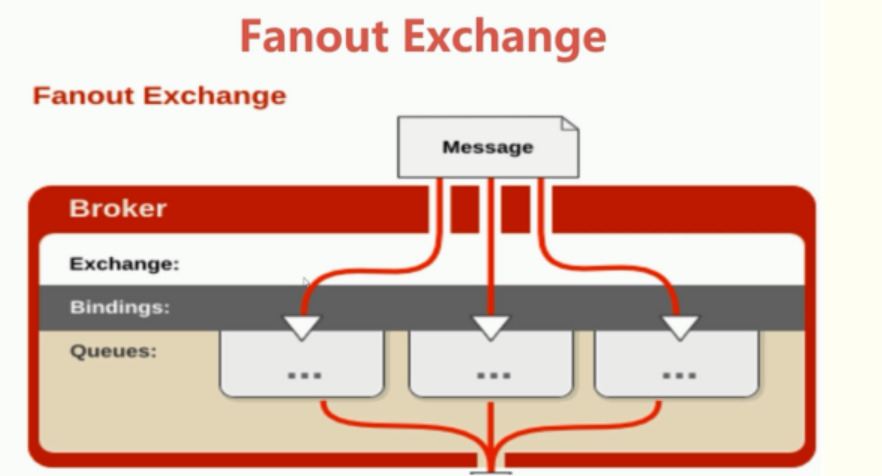 Fanout Exchange
Fanout Exchange
Message
Broker
Exchange:
Bindings:
Queues:
... ... ...